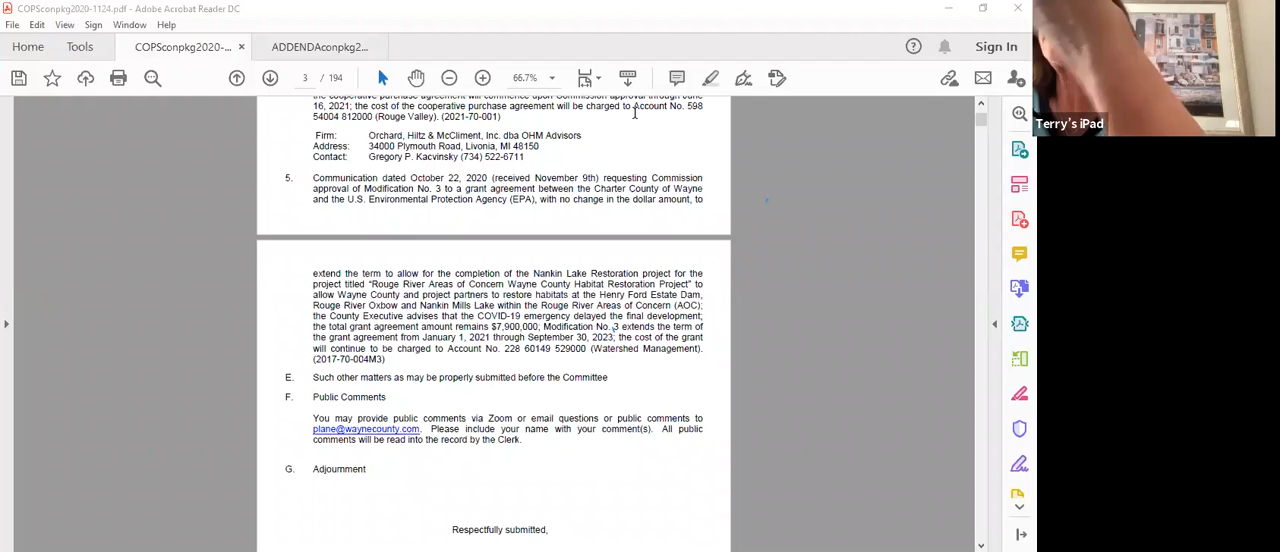 COPSconpkg2020-1124.pdf - Adobe Acrobat Reader DC
File Edit View Sign Window Help
Home Tools COPSconpkg2020-... × ADDENDAconpkg2... Sign In
3 / 194 66.7%
the cooperative purchase agreement will commence upon Commission approval through June
16, 2021; the cost of the cooperative purchase agreement will be charged to Account No. 598
54004 812000 (Rouge Valley). (2021-70-001)
Firm: Orchard, Hiltz & McCliment, Inc. dba OHM Advisors
Address: 34000 Plymouth Road, Livonia, MI 48150
Contact: Gregory P. Kacvinsky (734) 522-6711
5. Communication dated October 22, 2020 (received November 9th) requesting Commission
approval of Modification No. 3 to a grant agreement between the Charter County of Wayne
and the U.S. Environmental Protection Agency (EPA), with no change in the dollar amount, to
extend the term to allow for the completion of the Nankin Lake Restoration project for the
project titled “Rouge River Areas of Concern Wayne County Habitat Restoration Project” to
allow Wayne County and project partners to restore habitats at the Henry Ford Estate Dam,
Rouge River Oxbow and Nankin Mills Lake within the Rouge River Areas of Concern (AOC);
the County Executive advises that the COVID-19 emergency delayed the final development;
the total grant agreement amount remains $7,900,000; Modification No. 3 extends the term of
the grant agreement from January 1, 2021 through September 30, 2023; the cost of the grant
will continue to be charged to Account No. 228 60149 529000 (Watershed Management).
(2017-70-004M3)
E. Such other matters as may be properly submitted before the Committee
F. Public Comments
You may provide public comments via Zoom or email questions or public comments to
plane@waynecounty.com. Please include your name with your comment(s). All public
comments will be read into the record by the Clerk.
G. Adjournment
Respectfully submitted,
Terry's iPad